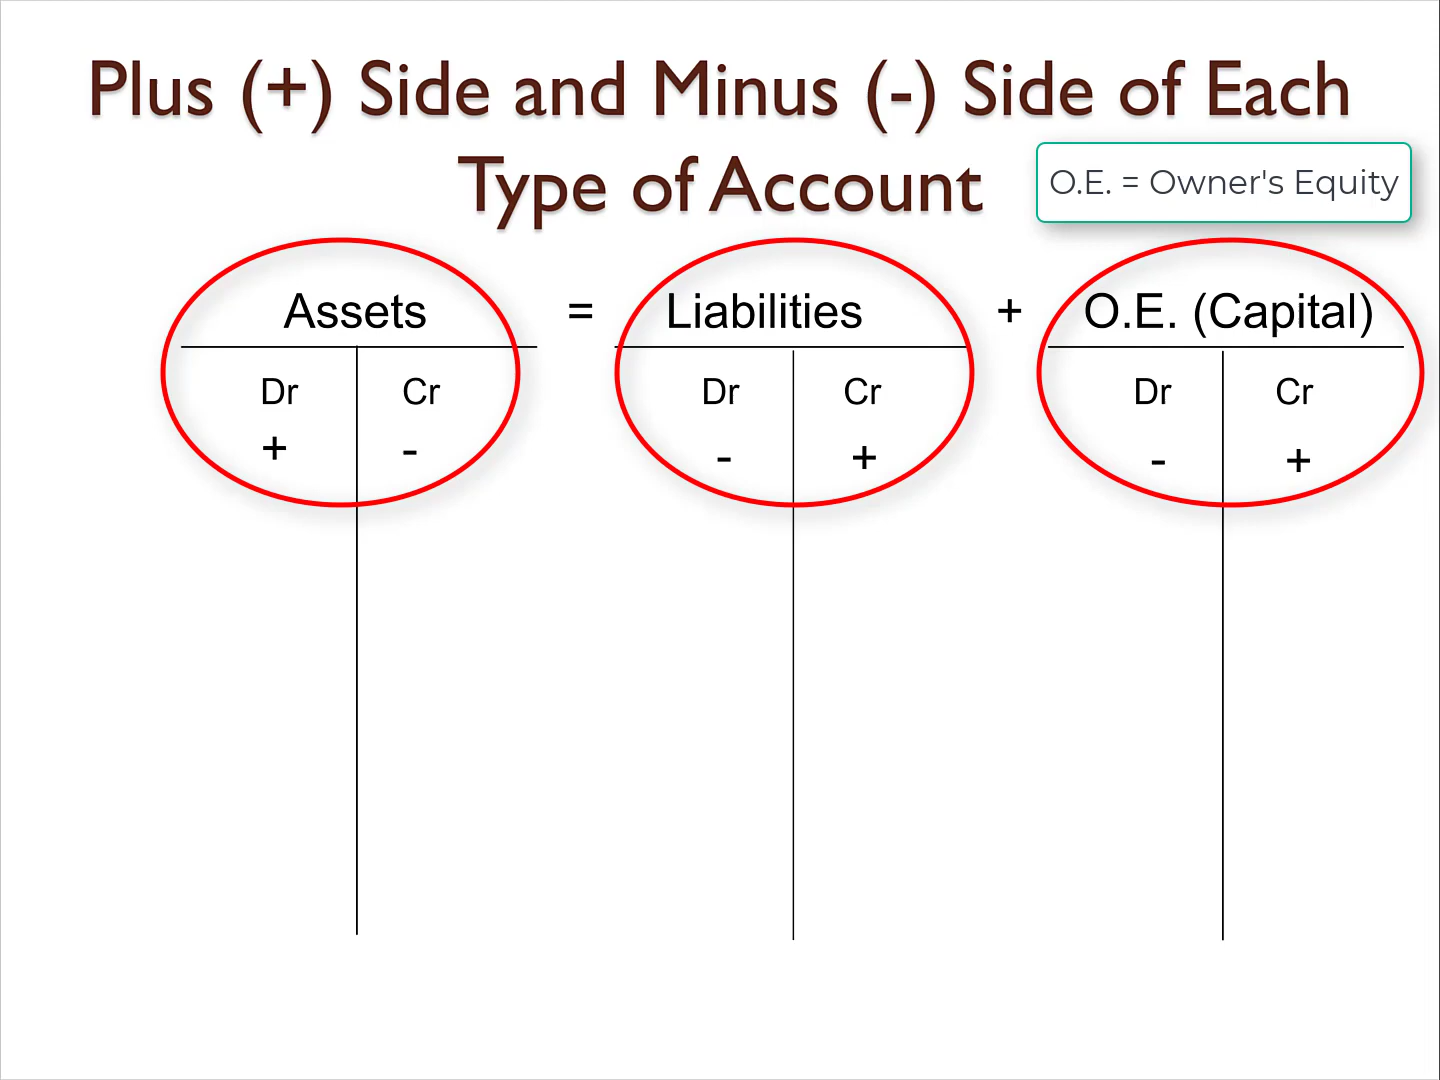 Plus (+) Side and Minus (-) Side of Each
Type of Account
O.E. = Owner's Equity
Assets = Liabilities + O.E. (Capital)
Dr Cr Dr Cr Dr Cr
+ - - + - +